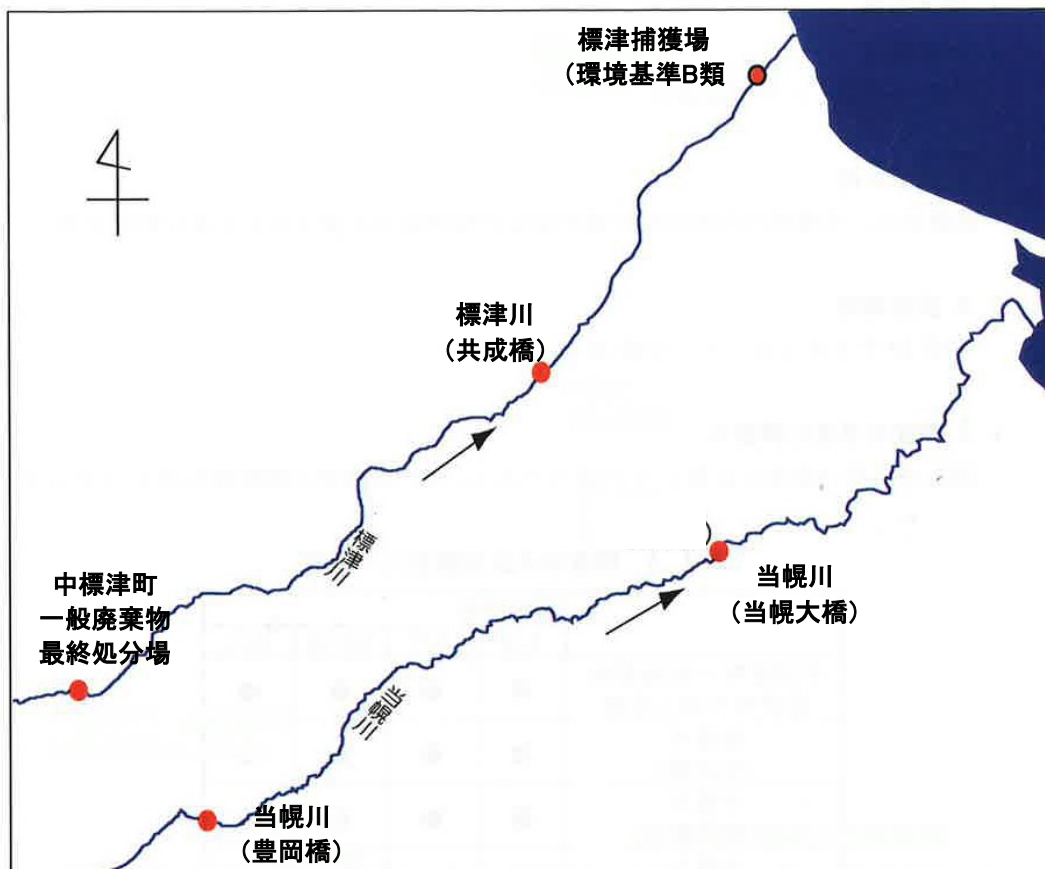 標津捕獲場
（環境基準B類
標津川
（共成橋）
標津川
中標津町
一般廃棄物
最終処分場
当幌川
（当幌大橋）
当幌川
当幌川
（豊岡橋）